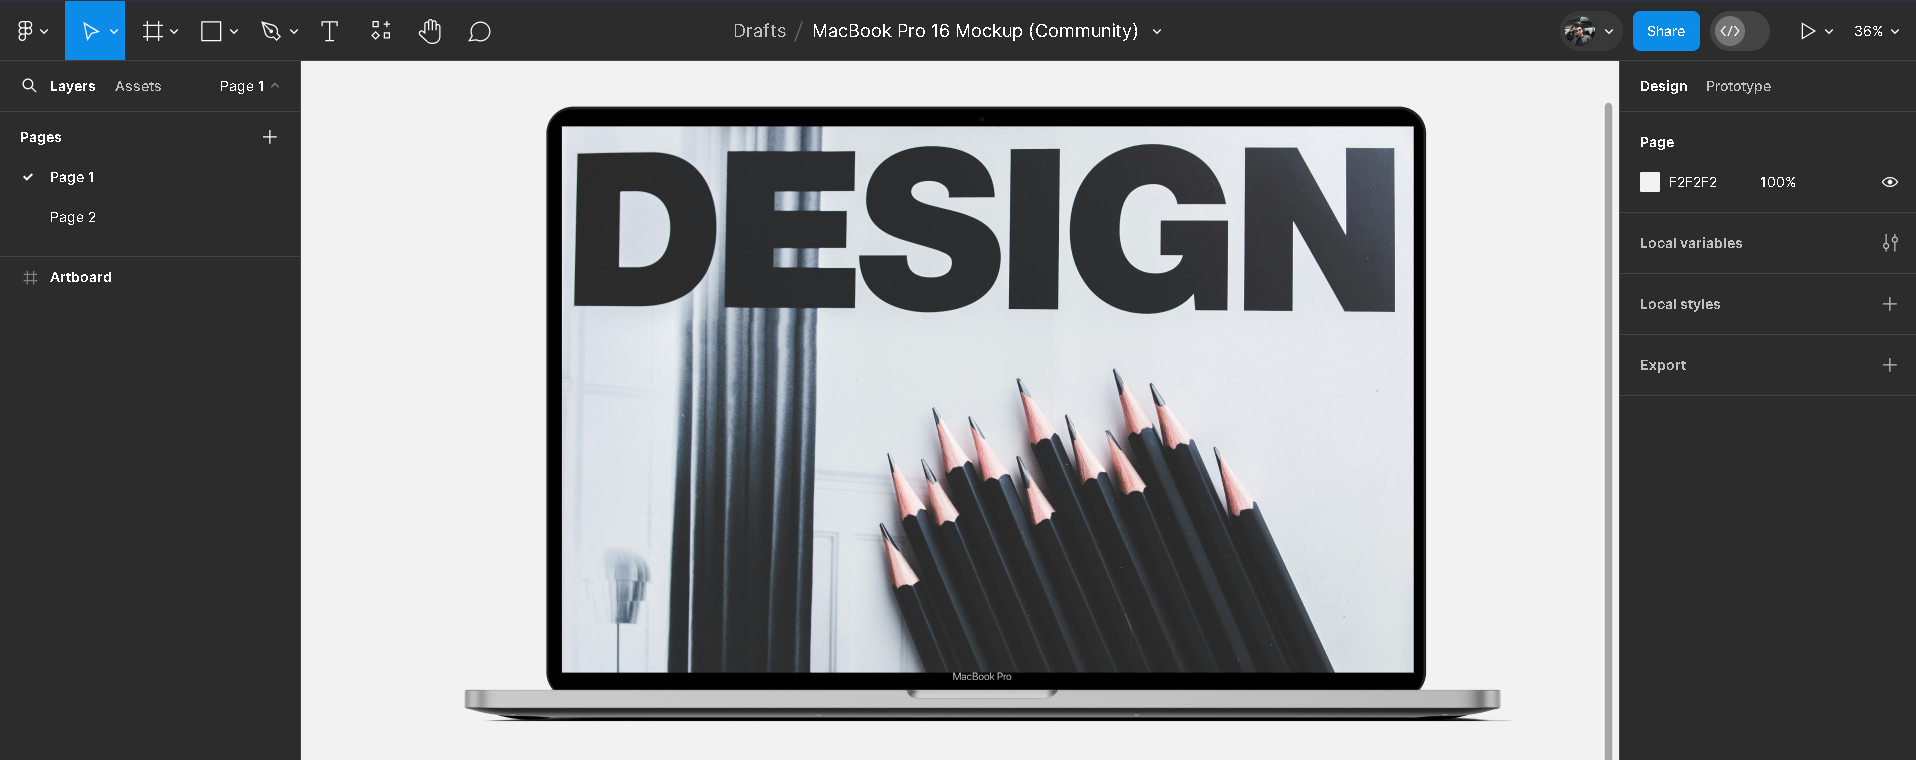 Drafts / MacBook Pro 16 Mockup (Community)
Share
36%
Layers Assets Page 1
Pages
Page 1
Page 2
Artboard
DESIGN
MacBook Pro
Design Prototype
Page
F2F2F2 100%
Local variables
Local styles
Export